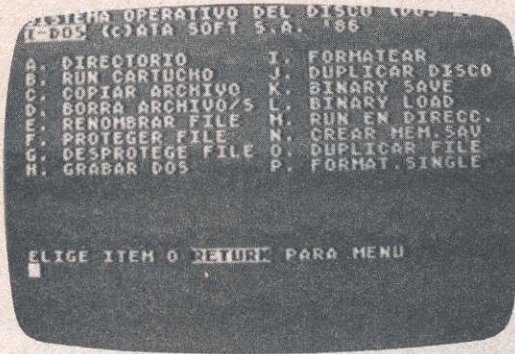 SISTEMA OPERATIVO DEL DISCO (DOS
I-DOS (c)ATA SOFT S.A. '86
A. DIRECTORIO
B. RUN CARTUCHO
C. COPIAR ARCHIVO
D. BORRA ARCHIVO/S
E. RENOMBRAR FILE
F. PROTEGER FILE
G. DESPROTEGE FILE
H. GRABAR DOS
I. FORMATEAR
J. DUPLICAR DISCO
K. BINARY SAVE
L. BINARY LOAD
M. RUN EN DIRECC.
N. CREAR MEM.SAV
O. DUPLICAR FILE
P. FORMAT.SINGLE
ELIGE ITEM O RETURN PARA MENU